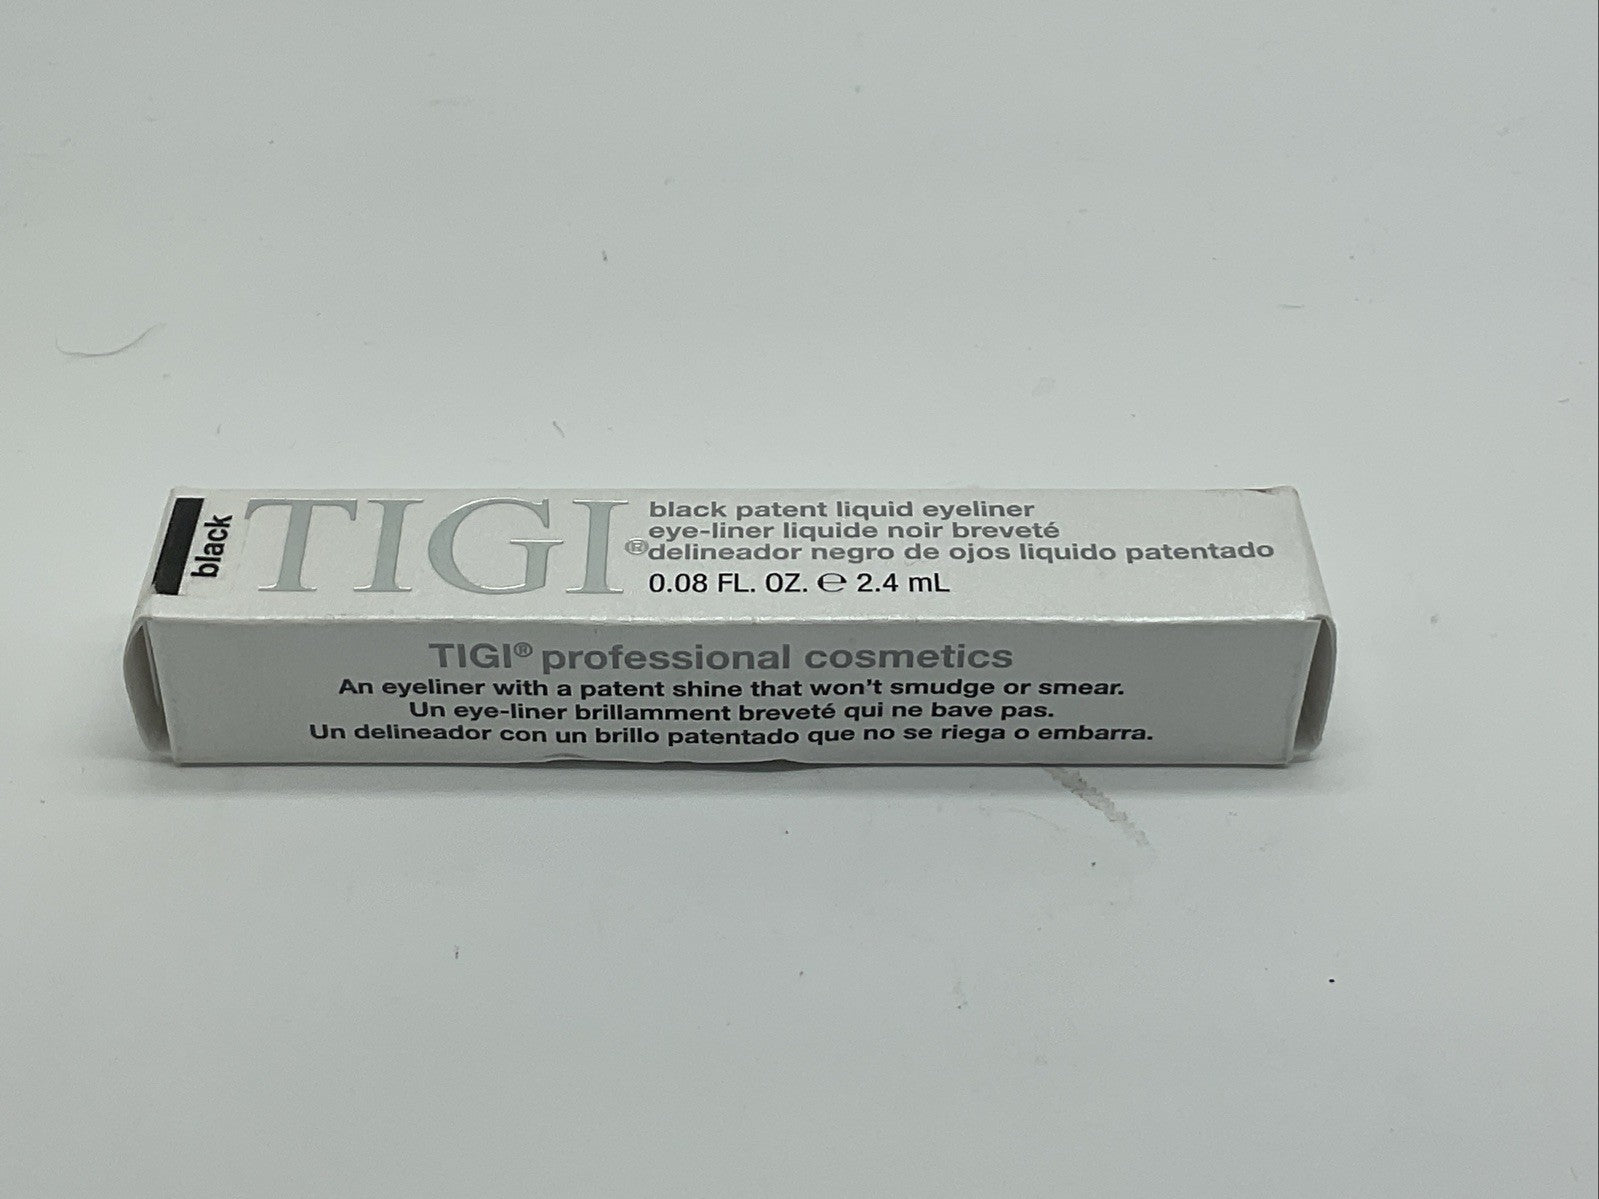 black
TIGI®
black patent liquid eyeliner
eye-liner liquide noir breveté
delineador negro de ojos liquido patentado
0.08 FL. OZ. ℮ 2.4 mL
TIGI® professional cosmetics
An eyeliner with a patent shine that won't smudge or smear.
Un eye-liner brillamment breveté qui ne bave pas.
Un delineador con un brillo patentado que no se riega o embarra.